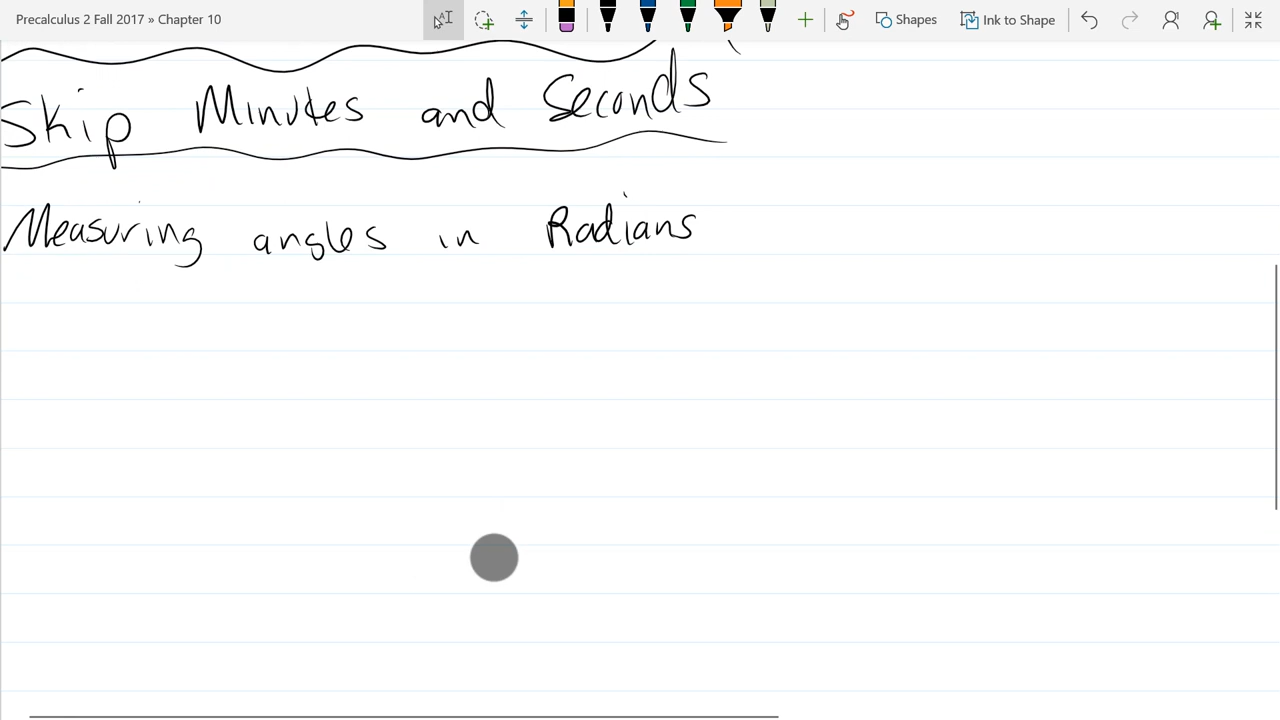 Precalculus 2 Fall 2017 » Chapter 10
Shapes
Ink to Shape
Skip Minutes and Seconds
Measuring angles in Radians